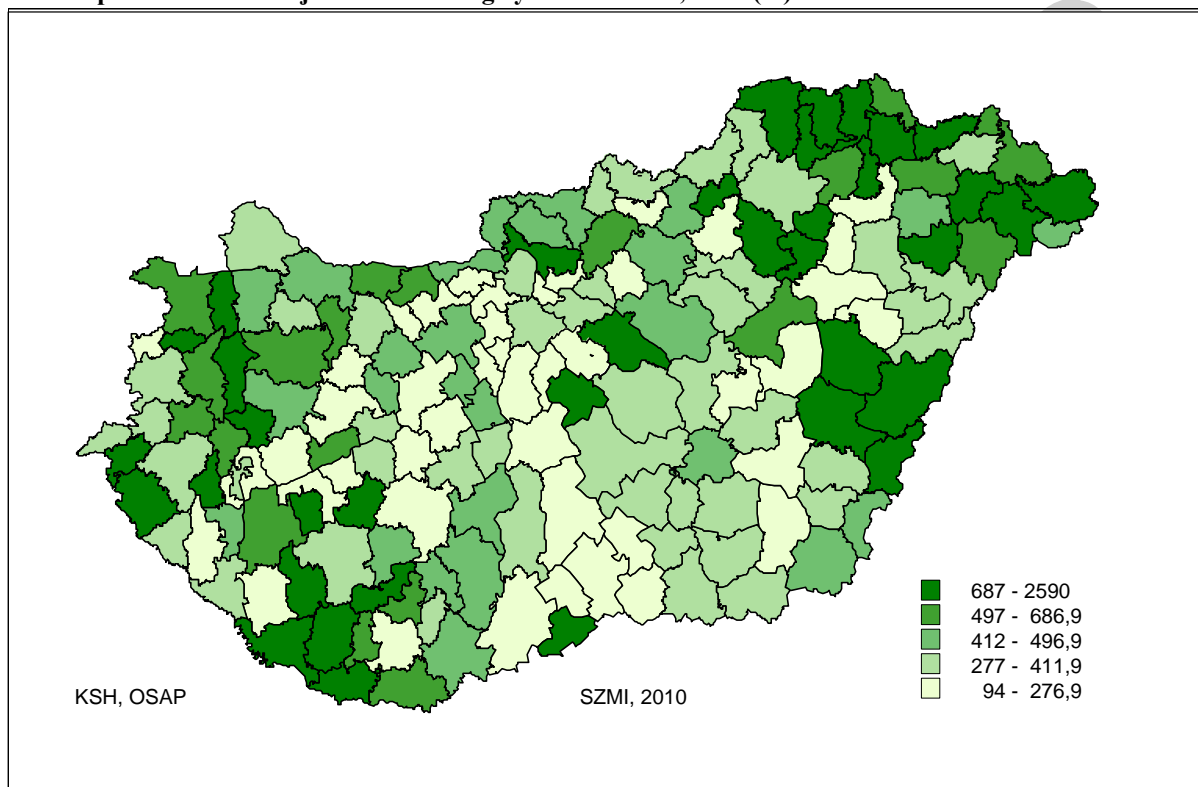 687 - 2590
497 - 686,9
412 - 496,9
277 - 411,9
94 - 276,9
KSH, OSAP
SZMI, 2010